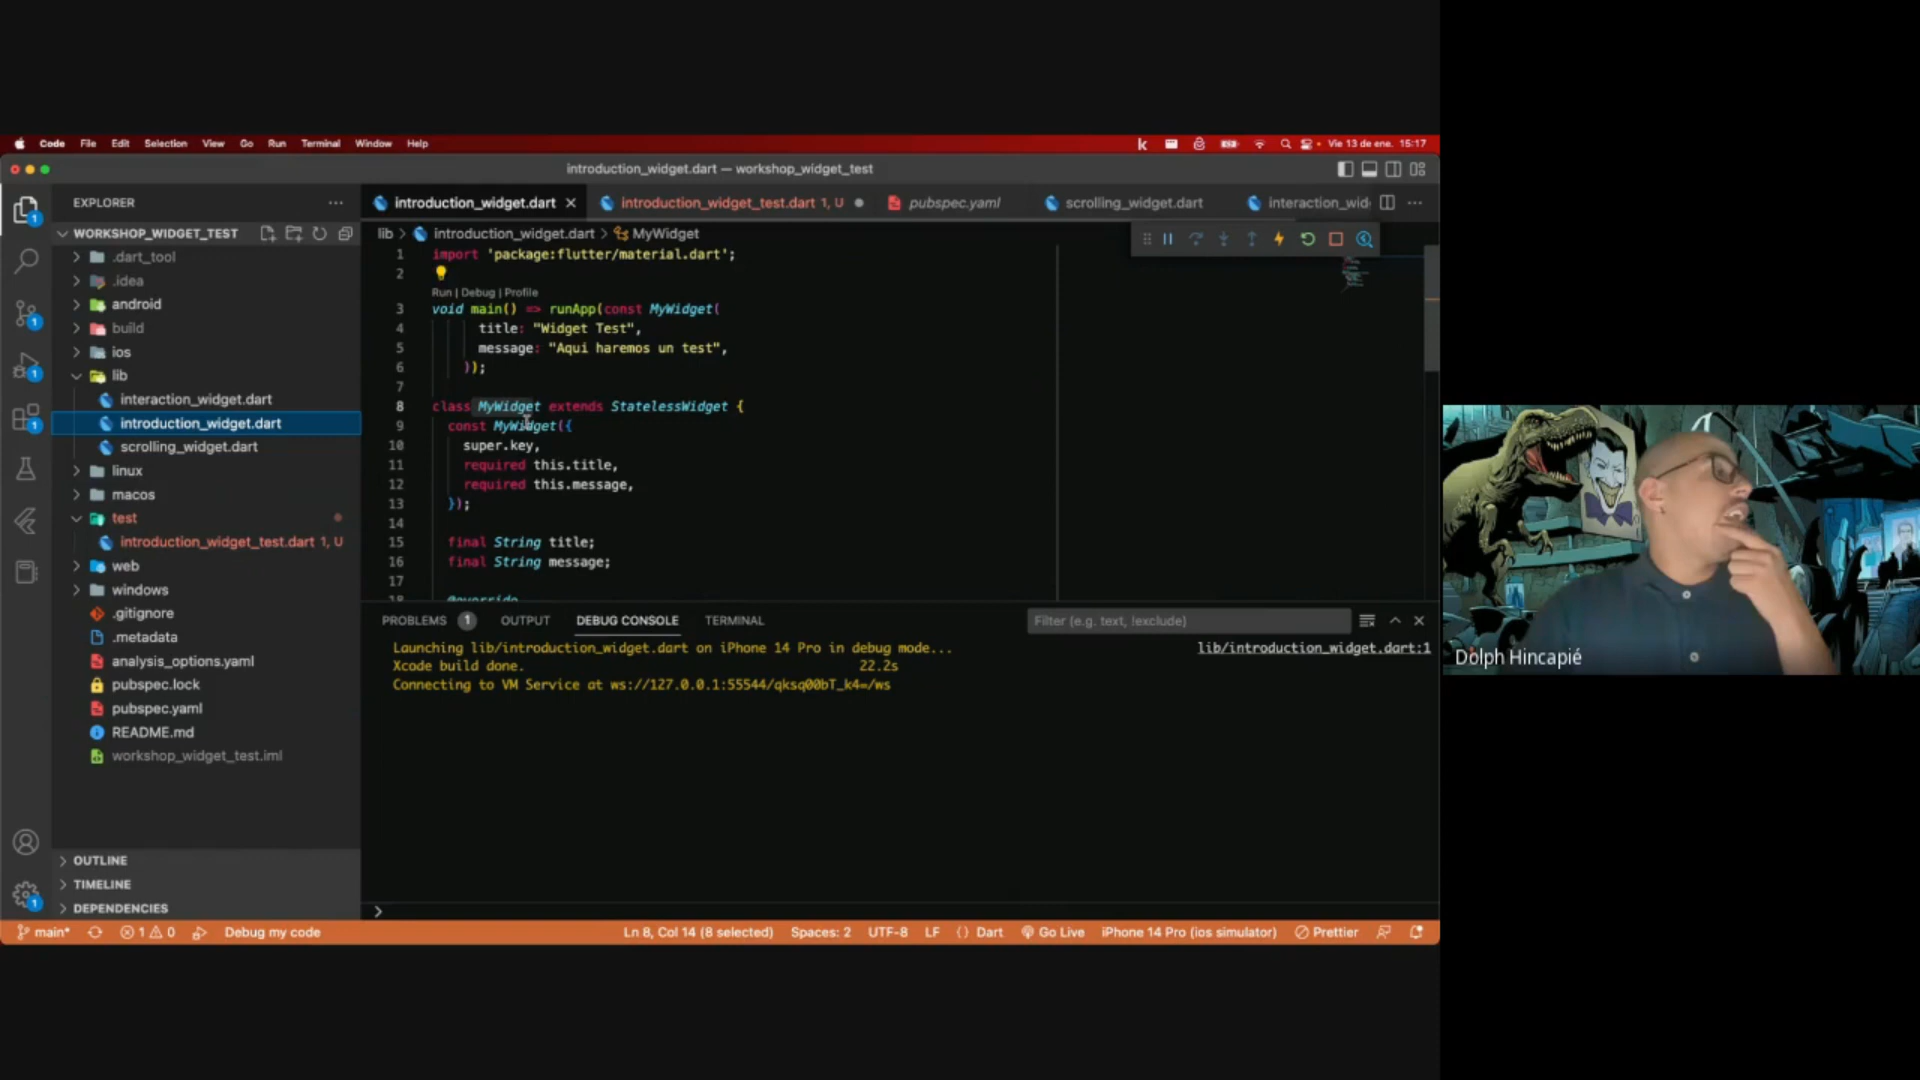 Code File Edit Selection View Go Run Terminal Window Help
Vie 13 de ene. 15:17
introduction_widget.dart — workshop_widget_test
EXPLORER
introduction_widget.dart
introduction_widget_test.dart 1, U
pubspec.yaml
scrolling_widget.dart
interaction_wid
WORKSHOP_WIDGET_TEST
lib > introduction_widget.dart > MyWidget
.dart_tool
.idea
android
build
ios
lib
interaction_widget.dart
introduction_widget.dart
scrolling_widget.dart
linux
macos
test
introduction_widget_test.dart 1, U
web
windows
.gitignore
.metadata
analysis_options.yaml
pubspec.lock
pubspec.yaml
README.md
workshop_widget_test.iml
OUTLINE
TIMELINE
DEPENDENCIES
1 import 'package:flutter/material.dart';
2
Run | Debug | Profile
3 void main() => runApp(const MyWidget(
4 title: "Widget Test",
5 message: "Aqui haremos un test",
6 ));
7
8 class MyWidget extends StatelessWidget {
9 const MyWidget({
10 super.key,
11 required this.title,
12 required this.message,
13 });
14
15 final String title;
16 final String message;
17
18 @override
PROBLEMS 1 OUTPUT DEBUG CONSOLE TERMINAL
Filter (e.g. text, !exclude)
Launching lib/introduction_widget.dart on iPhone 14 Pro in debug mode...
lib/introduction_widget.dart:1
Xcode build done. 22.2s
Connecting to VM Service at ws://127.0.0.1:55544/qksq00bT_k4=/ws
main* 1 0 Debug my code
Ln 8, Col 14 (8 selected) Spaces: 2 UTF-8 LF {} Dart Go Live iPhone 14 Pro (ios simulator) Prettier
Dolph Hincapié